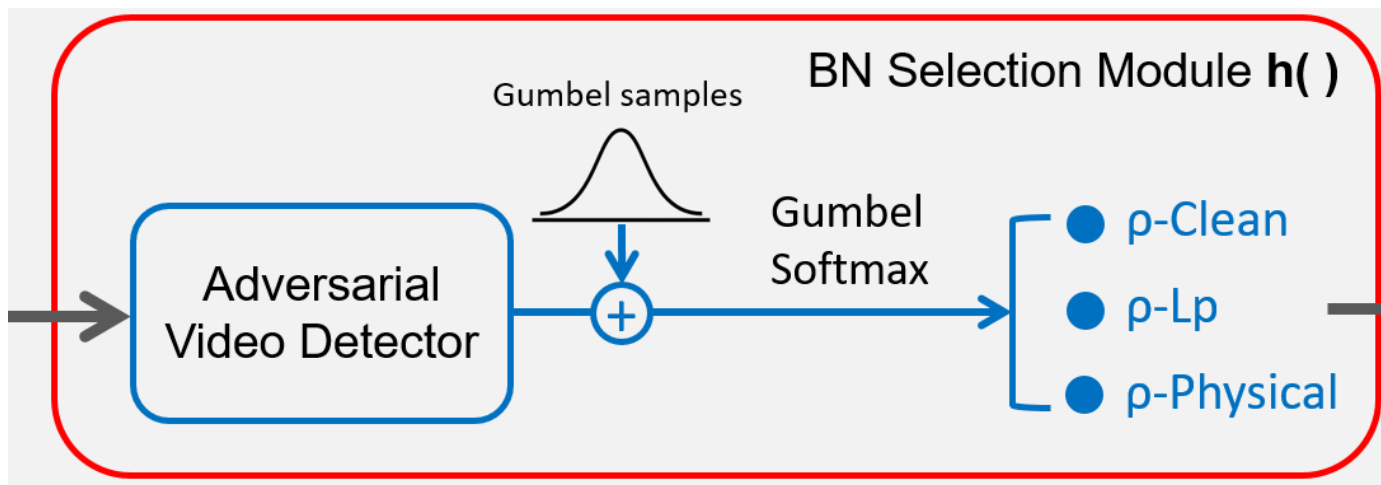 BN Selection Module h( )
Gumbel samples
Adversarial
Video Detector
+
Gumbel
Softmax
ρ-Clean
ρ-Lp
ρ-Physical